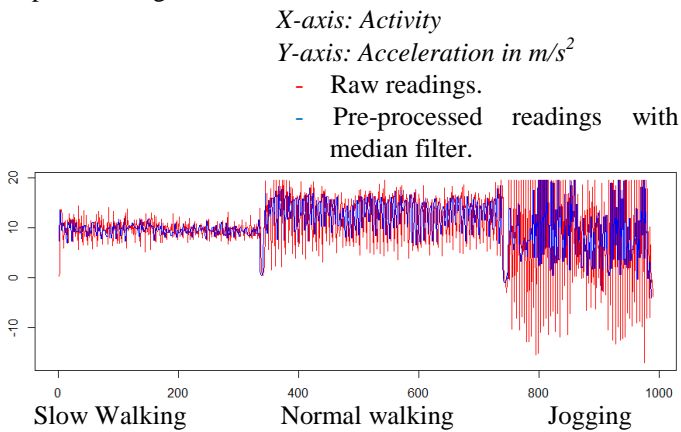 X-axis: Activity
Y-axis: Acceleration in m/s²
- Raw readings.
- Pre-processed readings with
median filter.
20
10
0
-10
0 200 400 600 800 1000
Slow Walking Normal walking Jogging